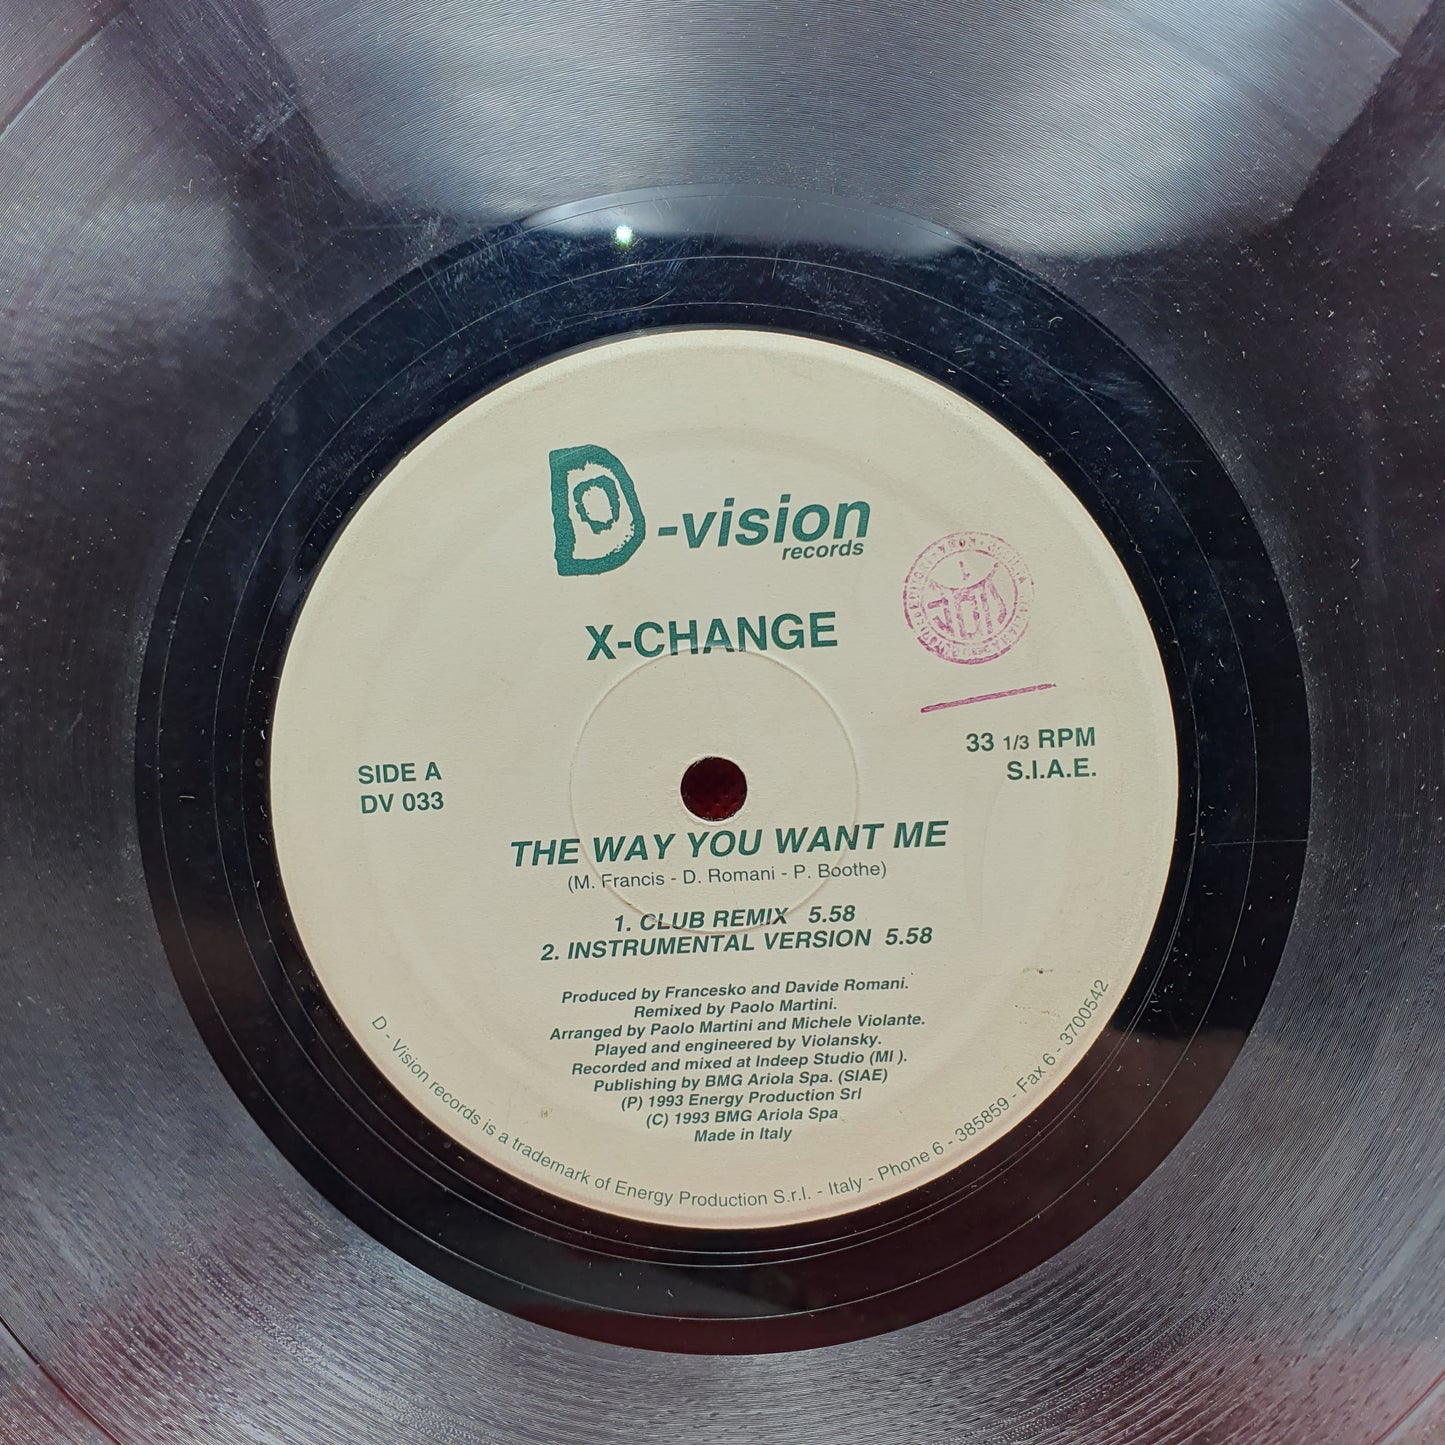 D-vision
records
X-CHANGE
SIDE A
DV 033
33 1/3 RPM
S.I.A.E.
THE WAY YOU WANT ME
(M. Francis - D. Romani - P. Boothe)
1. CLUB REMIX 5.58
2. INSTRUMENTAL VERSION 5.58
Produced by Francesko and Davide Romani.
Remixed by Paolo Martini.
Arranged by Paolo Martini and Michele Violante.
Played and engineered by Violansky.
Recorded and mixed at Indeep Studio (MI ).
Publishing by BMG Ariola Spa. (SIAE)
(P) 1993 Energy Production Srl
(C) 1993 BMG Ariola Spa
Made in Italy
D - Vision records is a trademark of Energy Production S.r.l. - Italy - Phone 6 - 385859 - Fax 6 - 3700542